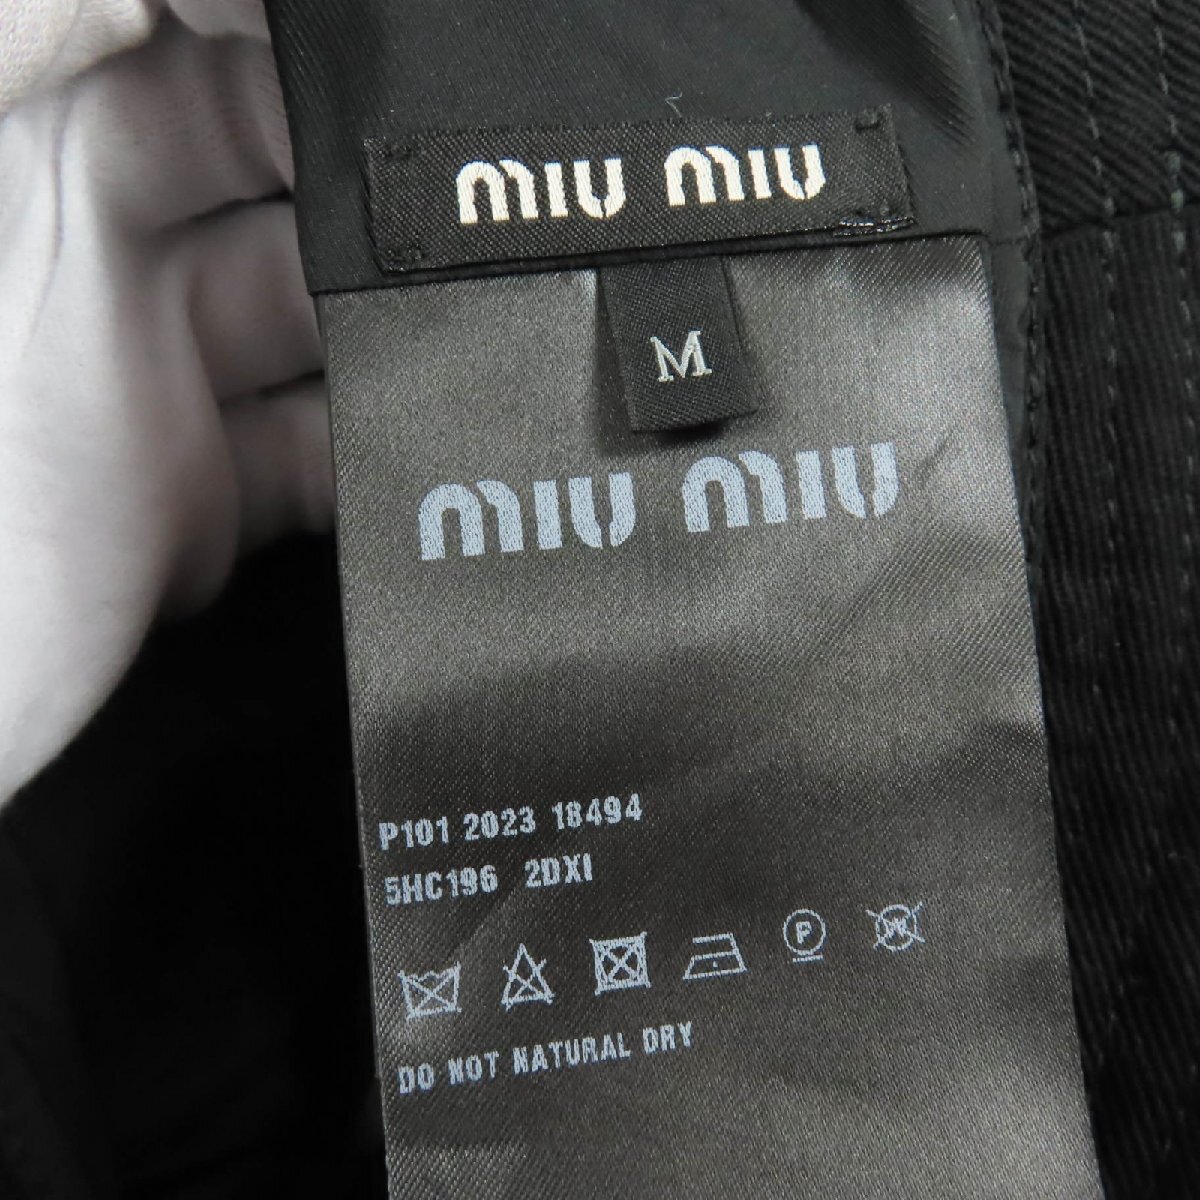 miu miu
M
miu miu
P101 2023 18494
5HC196 2DXI
P
W
DO NOT NATURAL DRY